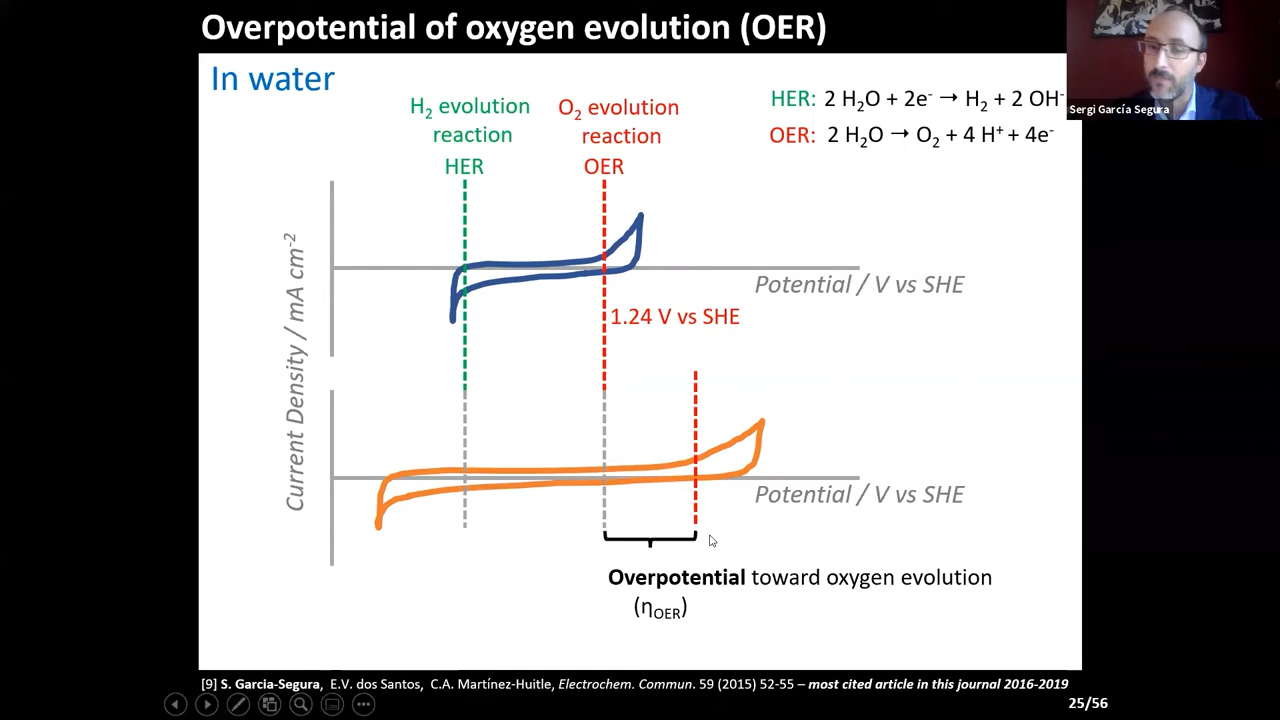 Overpotential of oxygen evolution (OER)
In water
H₂ evolution
reaction
HER
O₂ evolution
reaction
OER
HER: 2 H₂O + 2e⁻ → H₂ + 2 OH⁻
OER: 2 H₂O → O₂ + 4 H⁺ + 4e⁻
Sergi García Segura
Current Density / mA cm⁻²
Potential / V vs SHE
1.24 V vs SHE
Potential / V vs SHE
Overpotential toward oxygen evolution
(ηOER)
[9] S. Garcia-Segura, E.V. dos Santos, C.A. Martínez-Huitle, Electrochem. Commun. 59 (2015) 52-55 – most cited article in this journal 2016-2019
25/56